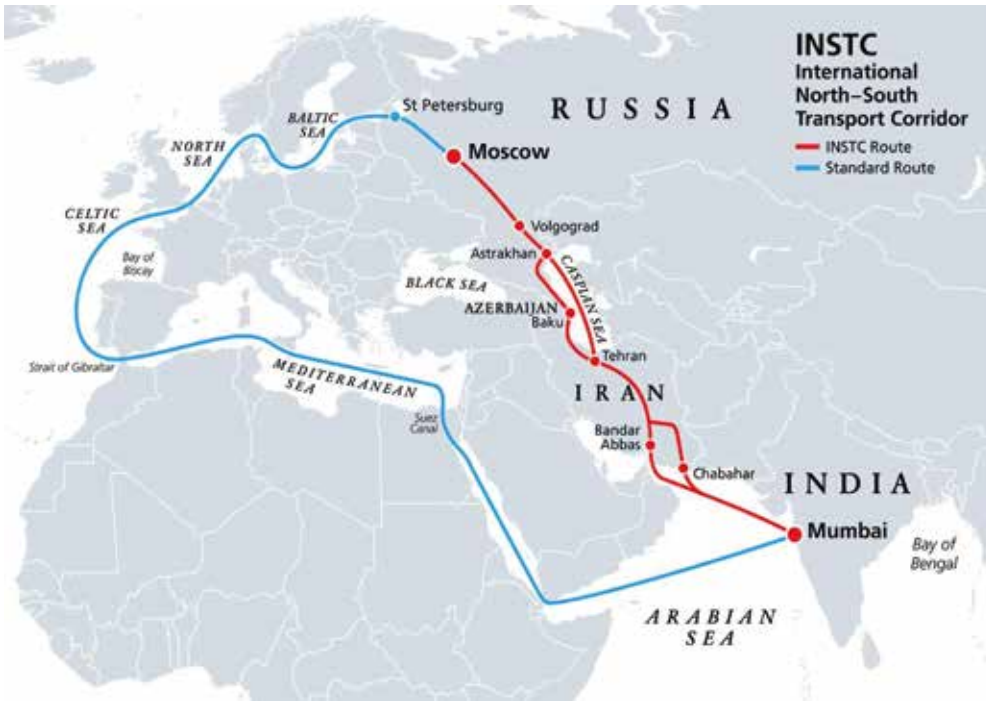 INSTC
International
North–South
Transport Corridor
INSTC Route
Standard Route
RUSSIA
St Petersburg
BALTIC
SEA
NORTH
SEA
Moscow
CELTIC
SEA
Volgograd
Bay of
Biscay
Astrakhan
CASPIAN SEA
BLACK SEA
AZERBAIJAN
Baku
Tehran
Strait of Gibraltar
MEDITERRANEAN
SEA
IRAN
Suez
Canal
Bandar
Abbas
Chabahar
INDIA
Mumbai
Bay of
Bengal
ARABIAN
SEA